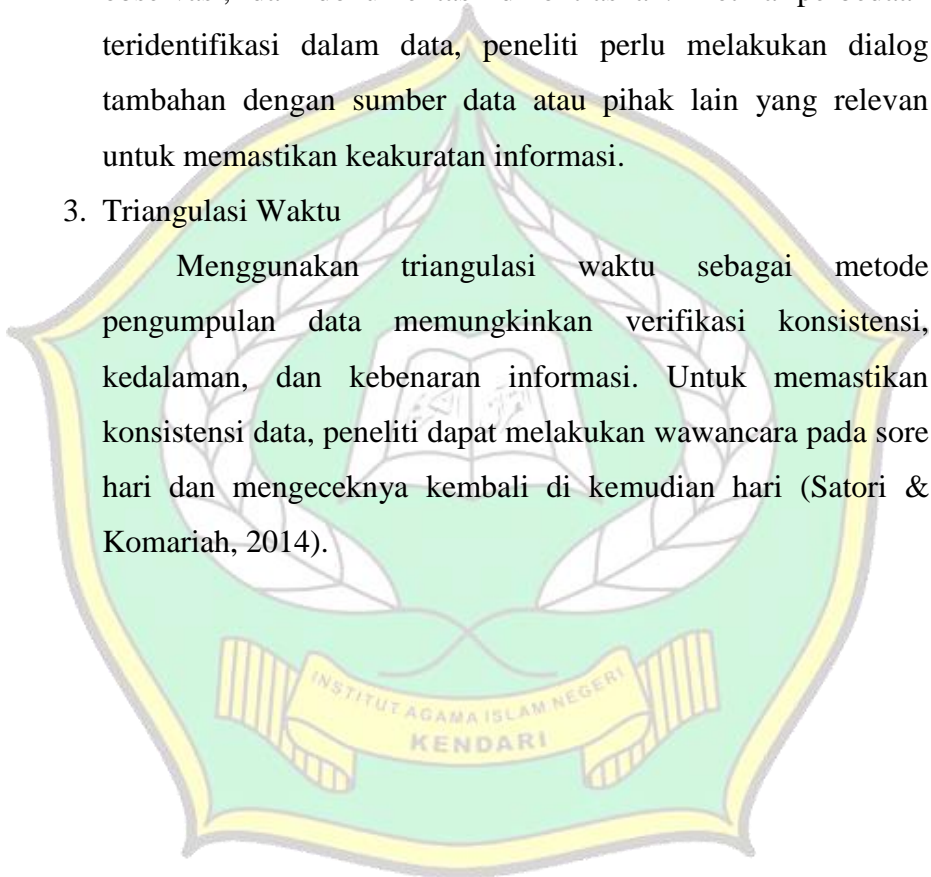 teridentifikasi dalam data, peneliti perlu melakukan dialog
tambahan dengan sumber data atau pihak lain yang relevan
untuk memastikan keakuratan informasi.
3. Triangulasi Waktu
Menggunakan triangulasi waktu sebagai metode
pengumpulan data memungkinkan verifikasi konsistensi,
kedalaman, dan kebenaran informasi. Untuk memastikan
konsistensi data, peneliti dapat melakukan wawancara pada sore
hari dan mengeceknya kembali di kemudian hari (Satori &
Komariah, 2014).
INSTITUT AGAMA ISLAM NEGERI
KENDARI